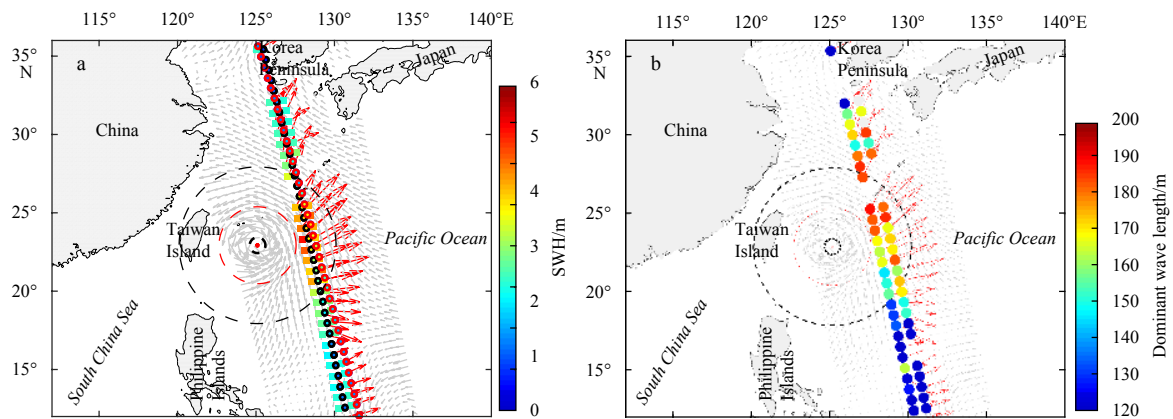 115° 120° 125° 130° 135° 140°E
35°
N
30°
25°
20°
15°
a
Korea
Peninsula
Japan
China
Taiwan
Island
Pacific Ocean
South China Sea
Philippine
Islands
6
5
4
3
2
1
0
SWH/m
115° 120° 125° 130° 135° 140°E
35°
N
30°
25°
20°
15°
b
Korea
Peninsula
Japan
China
Taiwan
Island
Pacific Ocean
South China Sea
Philippine
Islands
200
190
180
170
160
150
140
130
120
Dominant wave length/m